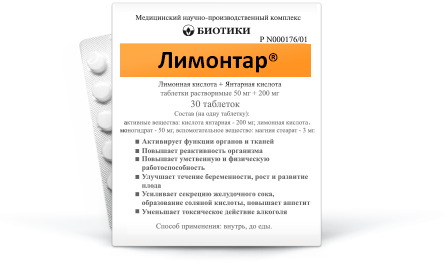 Медицинский научно-производственный комплекс
БИОТИКИ
Р N000176/01
Лимонтар®
Лимонная кислота + Янтарная кислота
таблетки растворимые 50 мг + 200 мг
30 таблеток
Состав (на одну таблетку):
активные вещества: кислота янтарная - 200 мг, лимонная кислота,
моногидрат - 50 мг, вспомогательное вещество: магния стеарат - 3 мг.
Активирует функции органов и тканей
Повышает реактивность организма
Повышает умственную и физическую
работоспособность
Улучшает течение беременности, рост и развитие
плода
Усиливает секрецию желудочного сока,
образование соляной кислоты, повышает аппетит
Уменьшает токсическое действие алкоголя
Способ применения: внутрь, до еды.